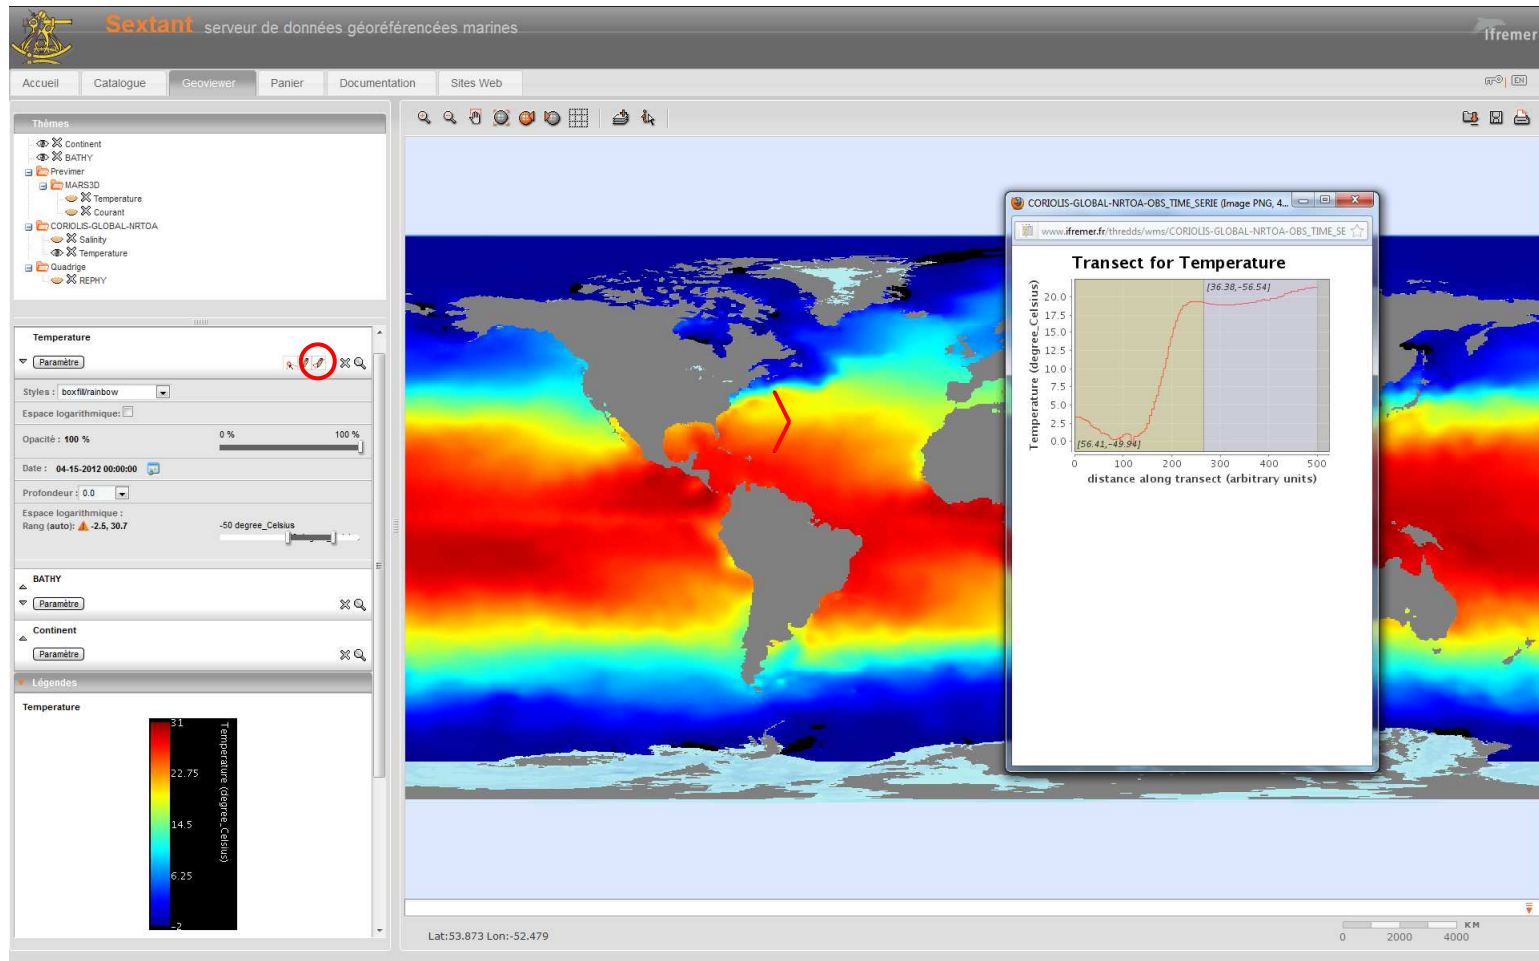 Sextant serveur de données géoréférencées marines
Ifremer
Accueil Catalogue Geoviewer Panier Documentation Sites Web
EN
Thèmes
Continent
BATHY
Previmer
MARS3D
Temperature
Courant
CORIOLIS-GLOBAL-NRTOA
Salinity
Temperature
Quadrige
REPHY
Temperature
Paramètre
Styles : boxfill/rainbow
Espace logarithmique:
Opacité : 100 % 0 % 100 %
Date : 04-15-2012 00:00:00
Profondeur : 0.0
Espace logarithmique :
Rang (auto): -2.5, 30.7 -50 degree_Celsius
BATHY
Paramètre
Continent
Paramètre
Légendes
Temperature
31
22.75
14.5
6.25
-2
Temperature (degree_Celsius)
CORIOLIS-GLOBAL-NRTOA-OBS_TIME_SERIE (Image PNG, 4...
www.ifremer.fr/thredds/wms/CORIOLIS-GLOBAL-NRTOA-OBS_TIME_SE
Transect for Temperature
[36.38,-56.54]
Temperature (degree_Celsius)
20.0
17.5
15.0
12.5
10.0
7.5
5.0
2.5
0.0
[56.41,-49.94]
0 100 200 300 400 500
distance along transect (arbitrary units)
Lat:53.873 Lon:-52.479
KM
0 2000 4000